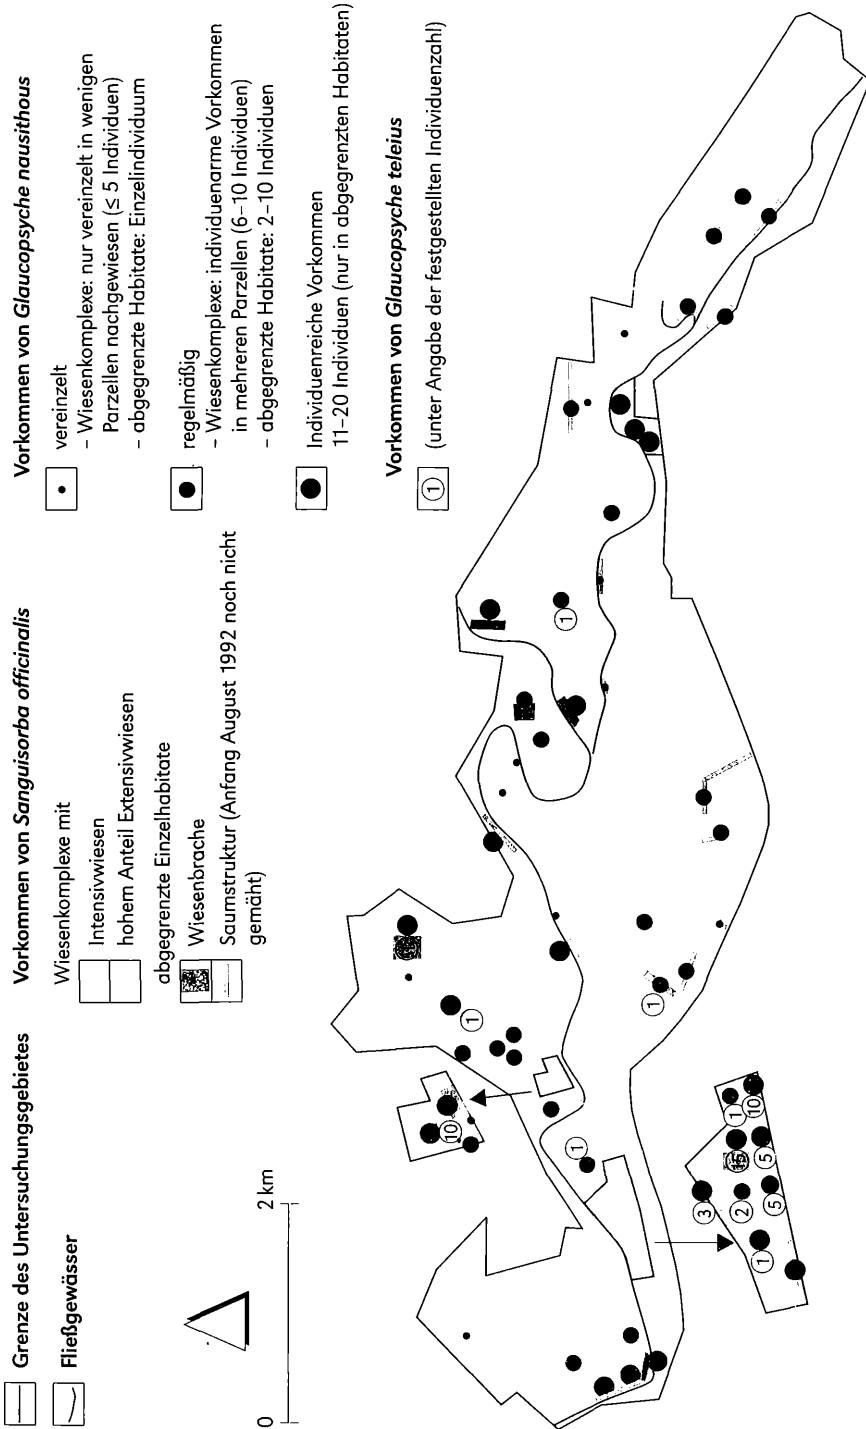 Grenze des Untersuchungsgebietes
Fließgewässer
0
2 km
Vorkommen von Sanguisorba officinalis
Wiesenkomplexe mit
Intensivwiesen
hohem Anteil Extensivwiesen
abgegrenzte Einzelhabitate
Wiesenbrache
Saumstruktur (Anfang August 1992 noch nicht
gemäht)
Vorkommen von Glaucopsyche nausithous
vereinzelt
– Wiesenkomplexe: nur vereinzelt in wenigen
Parzellen nachgewiesen (≤ 5 Individuen)
– abgegrenzte Habitate: Einzelindividuum
regelmäßig
– Wiesenkomplexe: individuenarme Vorkommen
in mehreren Parzellen (6–10 Individuen)
– abgegrenzte Habitate: 2–10 Individuen
Individuenreiche Vorkommen
11–20 Individuen (nur in abgegrenzten Habitaten)
Vorkommen von Glaucopsyche teleius
1
(unter Angabe der festgestellten Individuenzahl)
10
1
1
1
1
1
3
2
15
5
5
1
10